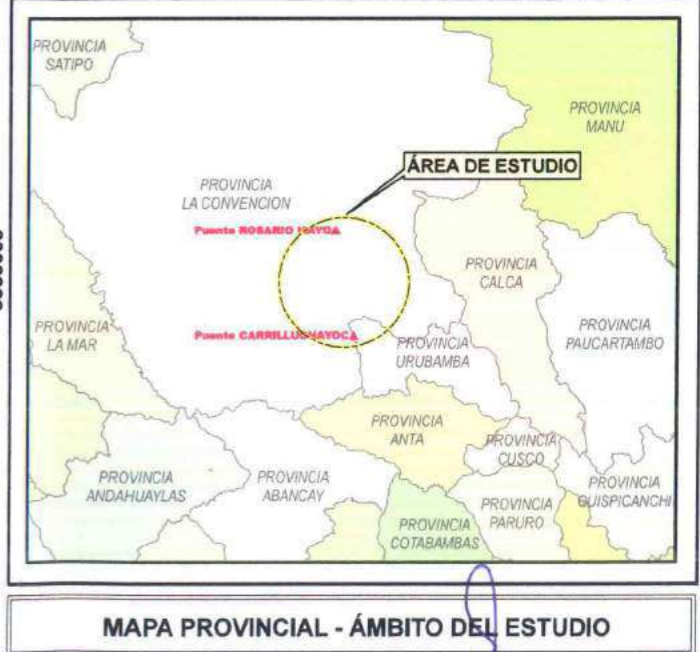 PROVINCIA
SATIPO
PROVINCIA
MANU
ÁREA DE ESTUDIO
PROVINCIA
LA CONVENCION
Puente ROSARIO
PROVINCIA
CALCA
PROVINCIA
LA MAR
Puente
PROVINCIA
URUBAMBA
PROVINCIA
PAUCARTAMBO
PROVINCIA
ANTA
PROVINCIA
CUSCO
PROVINCIA
ANDAHUAYLAS
PROVINCIA
ABANCAY
PROVINCIA
QUISPICANCHI
PROVINCIA
PARURO
PROVINCIA
COTABAMBAS
MAPA PROVINCIAL - ÁMBITO DEL ESTUDIO